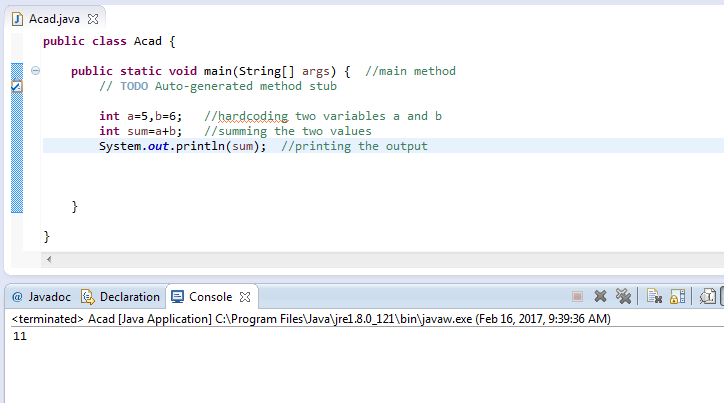 Acad.java
public class Acad {
public static void main(String[] args) {  //main method
// TODO Auto-generated method stub
int a=5,b=6;   //hardcoding two variables a and b
int sum=a+b;   //summing the two values
System.out.println(sum);  //printing the output
}
}
@ Javadoc Declaration Console
<terminated> Acad [Java Application] C:\Program Files\Java\jre1.8.0_121\bin\javaw.exe (Feb 16, 2017, 9:39:36 AM)
11